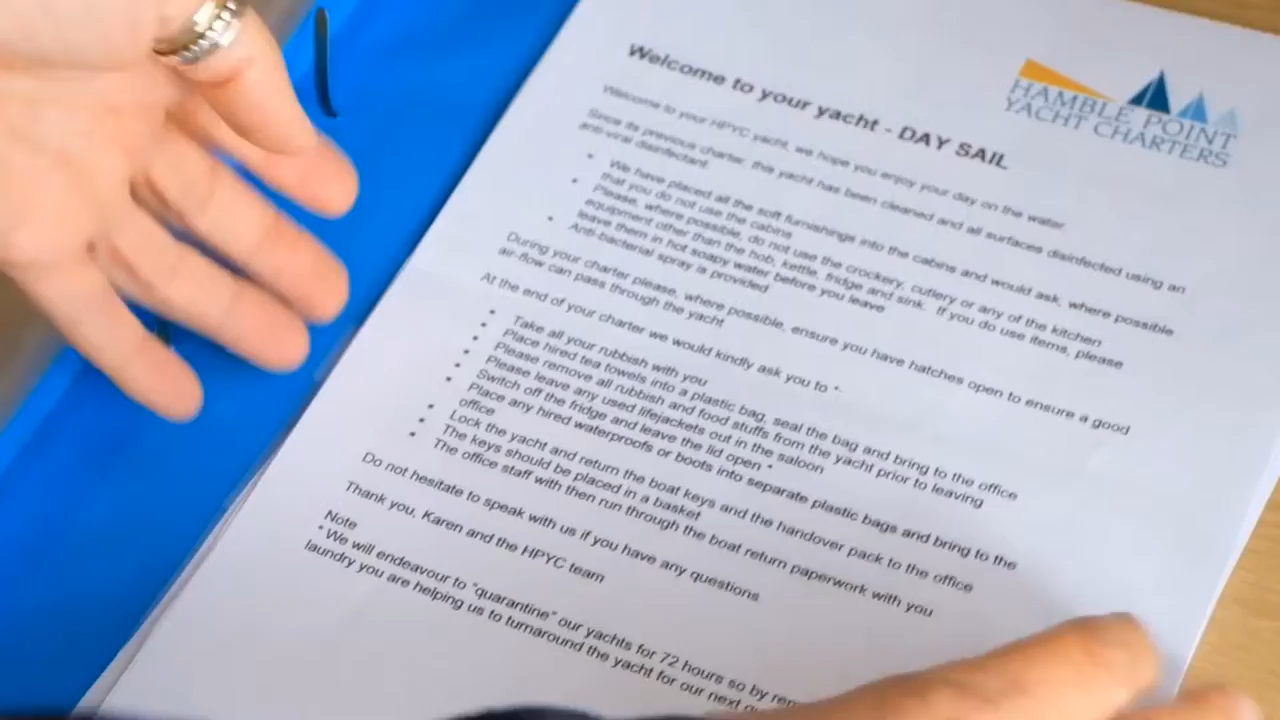 HAMBLE POINT
YACHT CHARTERS
Welcome to your yacht - DAY SAIL
Welcome to your HPYC yacht, we hope you enjoy your day on the water.
Since its previous charter, this yacht has been cleaned and all surfaces disinfected using an
anti-viral disinfectant.
• We have placed all the soft furnishings into the cabins and would ask, where possible
that you do not use the cabins
• Please, where possible, do not use the crockery, cutlery or any of the kitchen
equipment other than the hob, kettle, fridge and sink. If you do use items, please
leave them in hot soapy water before you leave
• Anti-bacterial spray is provided
During your charter please, where possible, ensure you have hatches open to ensure a good
air-flow can pass through the yacht
At the end of your charter we would kindly ask you to *-
• Take all your rubbish with you
• Place hired tea towels into a plastic bag, seal the bag and bring to the office
• Please remove all rubbish and food stuffs from the yacht prior to leaving
• Please leave any used lifejackets out in the saloon
• Switch off the fridge and leave the lid open *
• Place any hired waterproofs or boots into separate plastic bags and bring to the
office
• Lock the yacht and return the boat keys and the handover pack to the office
• The keys should be placed in a basket
• The office staff with then run through the boat return paperwork with you
Do not hesitate to speak with us if you have any questions
Thank you, Karen and the HPYC team
Note
* We will endeavour to "quarantine" our yachts for 72 hours so by
laundry you are helping us to turnaround the yacht for our next